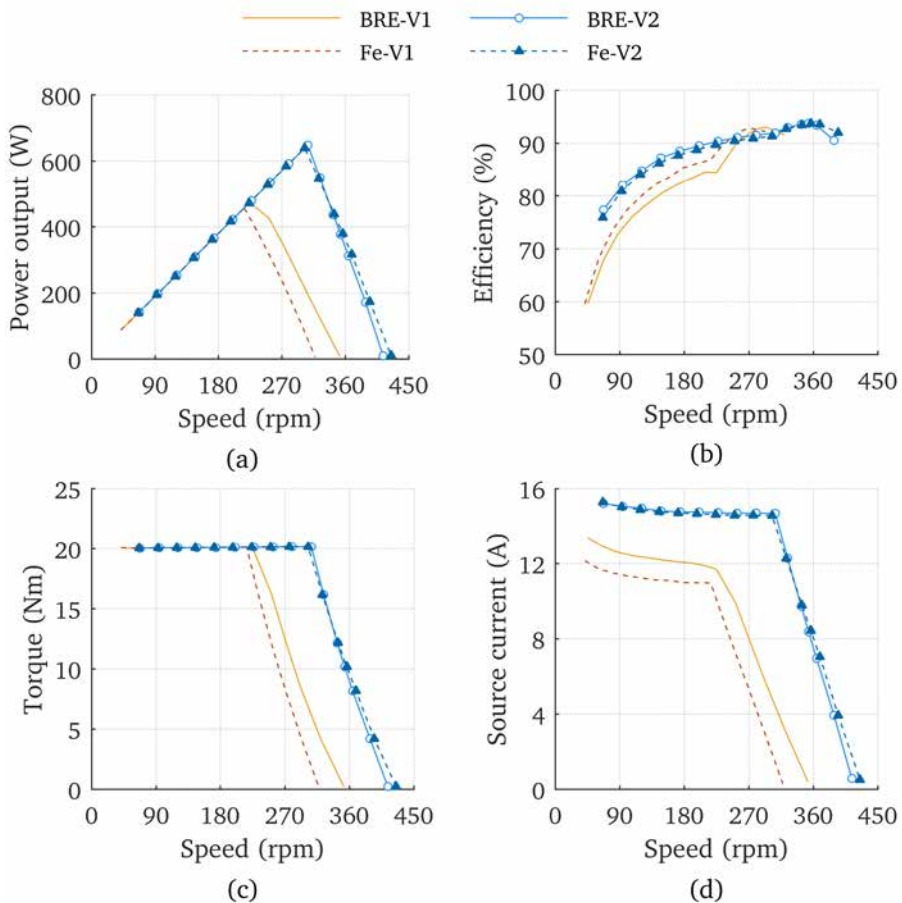 BRE-V1 BRE-V2
Fe-V1 Fe-V2
800
600
400
200
0
Power output (W)
0 90 180 270 360 450
Speed (rpm)
(a)
100
90
80
70
60
50
Efficiency (%)
0 90 180 270 360 450
Speed (rpm)
(b)
25
20
15
10
5
0
Torque (Nm)
0 90 180 270 360 450
Speed (rpm)
(c)
16
12
8
4
0
Source current (A)
0 90 180 270 360 450
Speed (rpm)
(d)